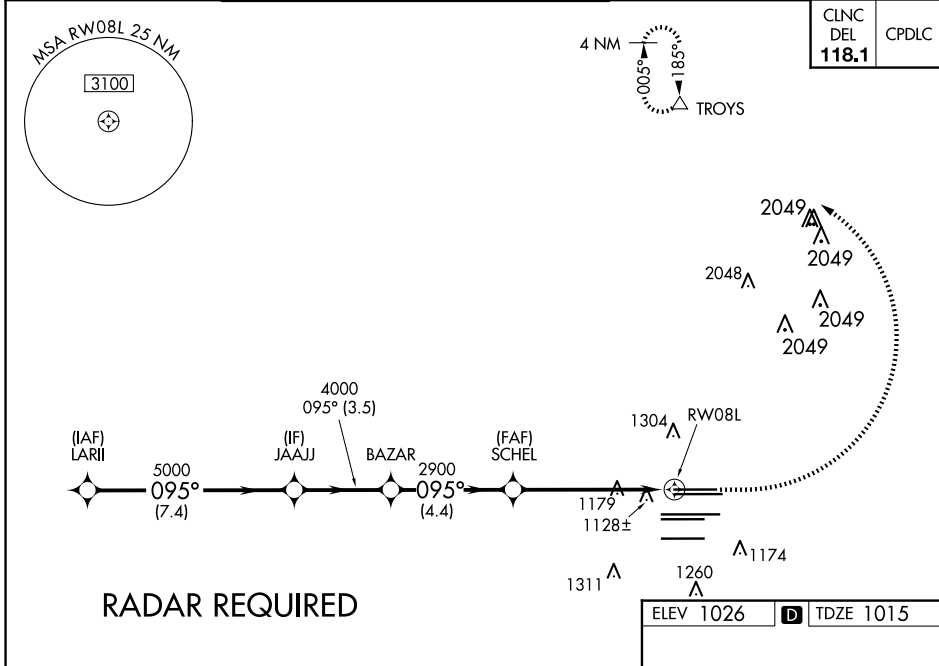 MSA RW08L 25 NM
3100
4 NM
005°
185°
TROYS
CLNC
DEL
118.1
CPDLC
2049
2049
2048
2049
2049
4000
095° (3.5)
1304
RW08L
(IAF)
LARII
(IF)
JAAJJ
BAZAR
(FAF)
SCHEL
5000
095°
(7.4)
2900
095°
(4.4)
1179
1128±
1174
1311
1260
RADAR REQUIRED
ELEV 1026 D TDZE 1015